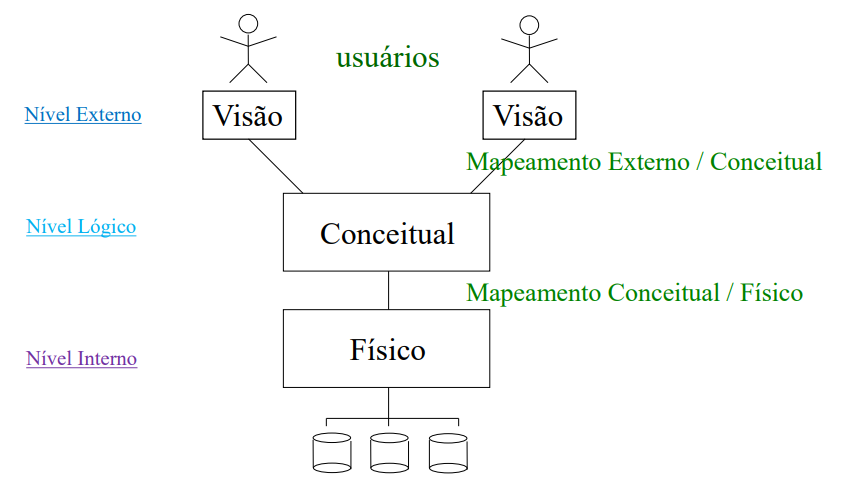 usuários
Nível Externo
Visão
Visão
Mapeamento Externo / Conceitual
Nível Lógico
Conceitual
Mapeamento Conceitual / Físico
Nível Interno
Físico